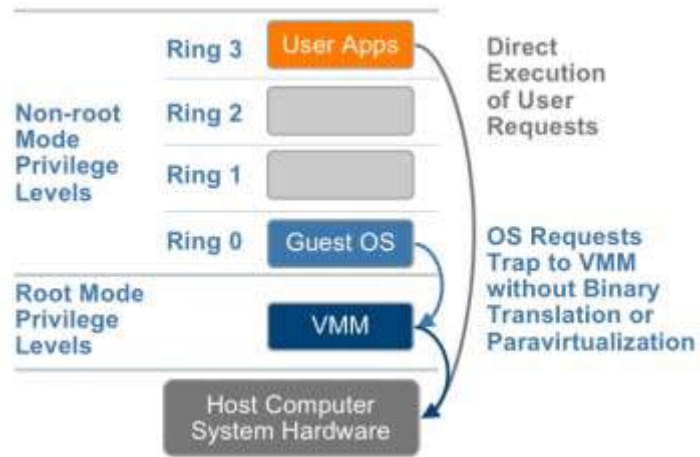 Ring 3
User Apps
Direct
Execution
of User
Requests
Non-root
Mode
Privilege
Levels
Ring 2
Ring 1
Ring 0
Guest OS
OS Requests
Trap to VMM
without Binary
Translation or
Paravirtualization
Root Mode
Privilege
Levels
VMM
Host Computer
System Hardware